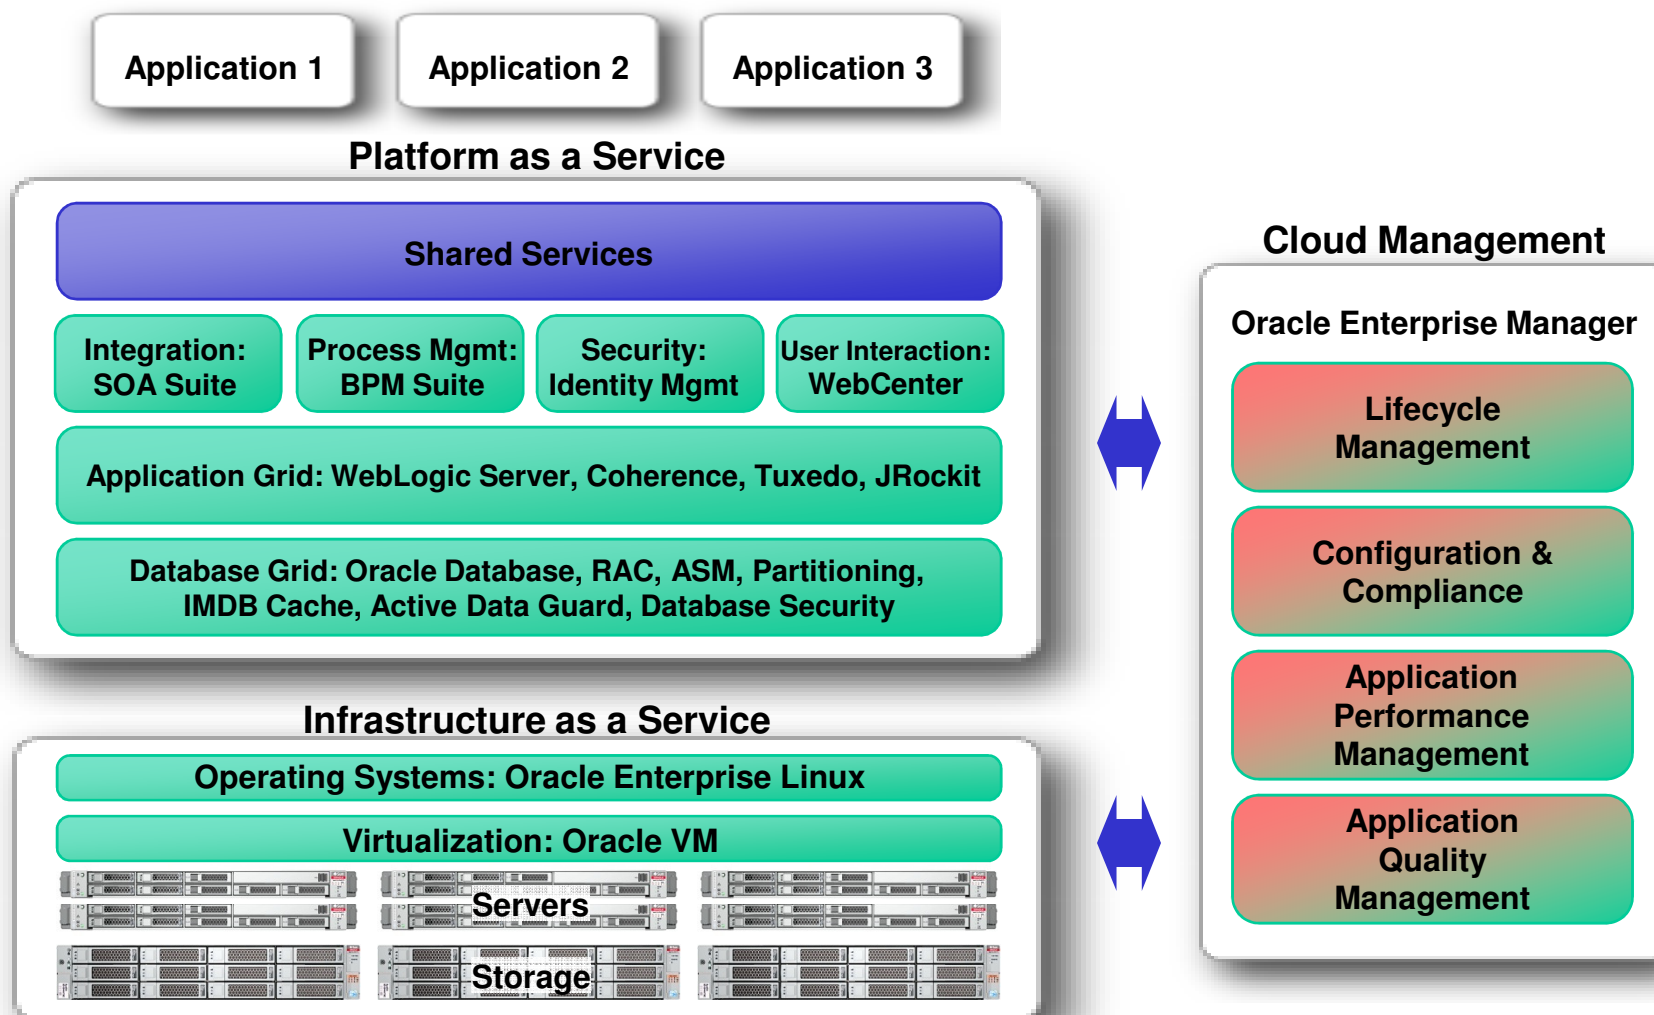 Application 1
Application 2
Application 3
Platform as a Service
Shared Services
Integration:
SOA Suite
Process Mgmt:
BPM Suite
Security:
Identity Mgmt
User Interaction:
WebCenter
Application Grid: WebLogic Server, Coherence, Tuxedo, JRockit
Database Grid: Oracle Database, RAC, ASM, Partitioning,
IMDB Cache, Active Data Guard, Database Security
Infrastructure as a Service
Operating Systems: Oracle Enterprise Linux
Virtualization: Oracle VM
Servers
Storage
Cloud Management
Oracle Enterprise Manager
Lifecycle
Management
Configuration &
Compliance
Application
Performance
Management
Application
Quality
Management